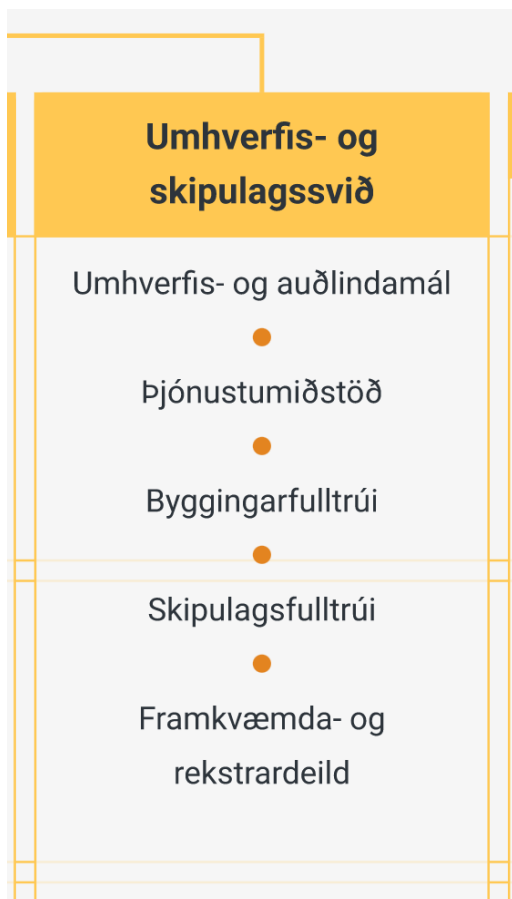 Umhverfis- og
skipulagssvið
Umhverfis- og auðlindamál
Þjónustumiðstöð
Byggingarfulltrúi
Skipulagsfulltrúi
Framkvæmda- og
rekstrardeild